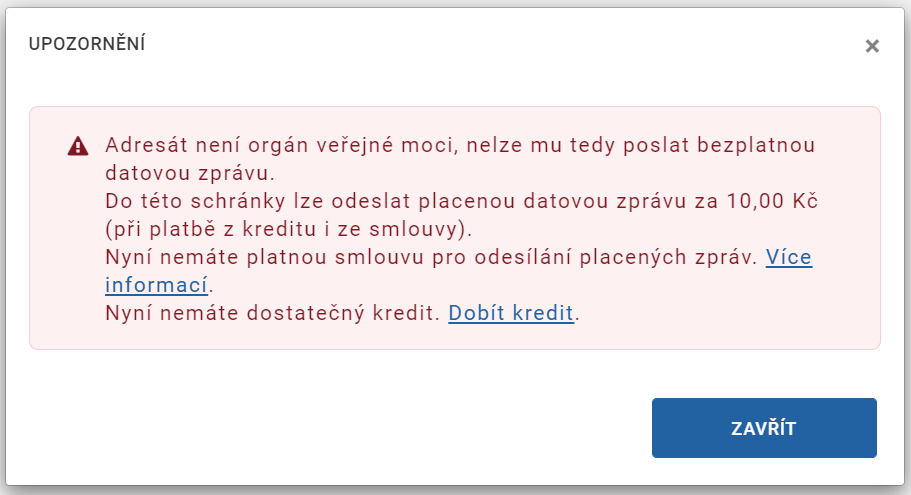 UPOZORNĚNÍ
×
Adresát není orgán veřejné moci, nelze mu tedy poslat bezplatnou
datovou zprávu.
Do této schránky lze odeslat placenou datovou zprávu za 10,00 Kč
(při platbě z kreditu i ze smlouvy).
Nyní nemáte platnou smlouvu pro odesílání placených zpráv. Více
informací.
Nyní nemáte dostatečný kredit. Dobít kredit.
ZAVŘÍT